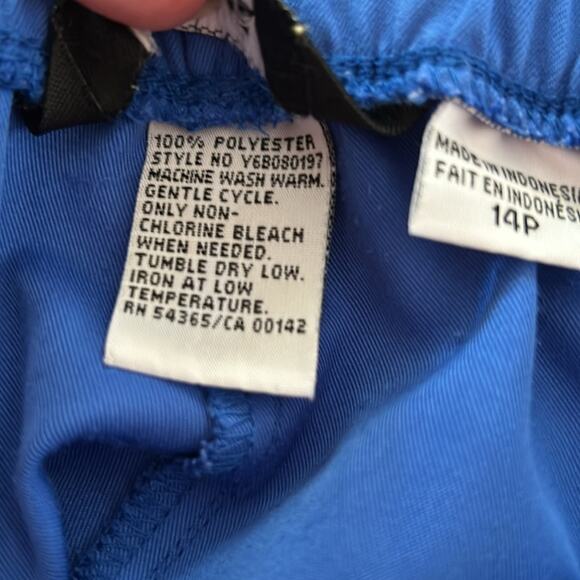 100% POLYESTER
STYLE NO Y6B080197
MACHINE WASH WARM.
GENTLE CYCLE.
ONLY NON-
CHLORINE BLEACH
WHEN NEEDED.
TUMBLE DRY LOW.
IRON AT LOW
TEMPERATURE.
RN 54365/CA 00142
MADE IN INDONESIA
FAIT EN INDONÉSI
14P